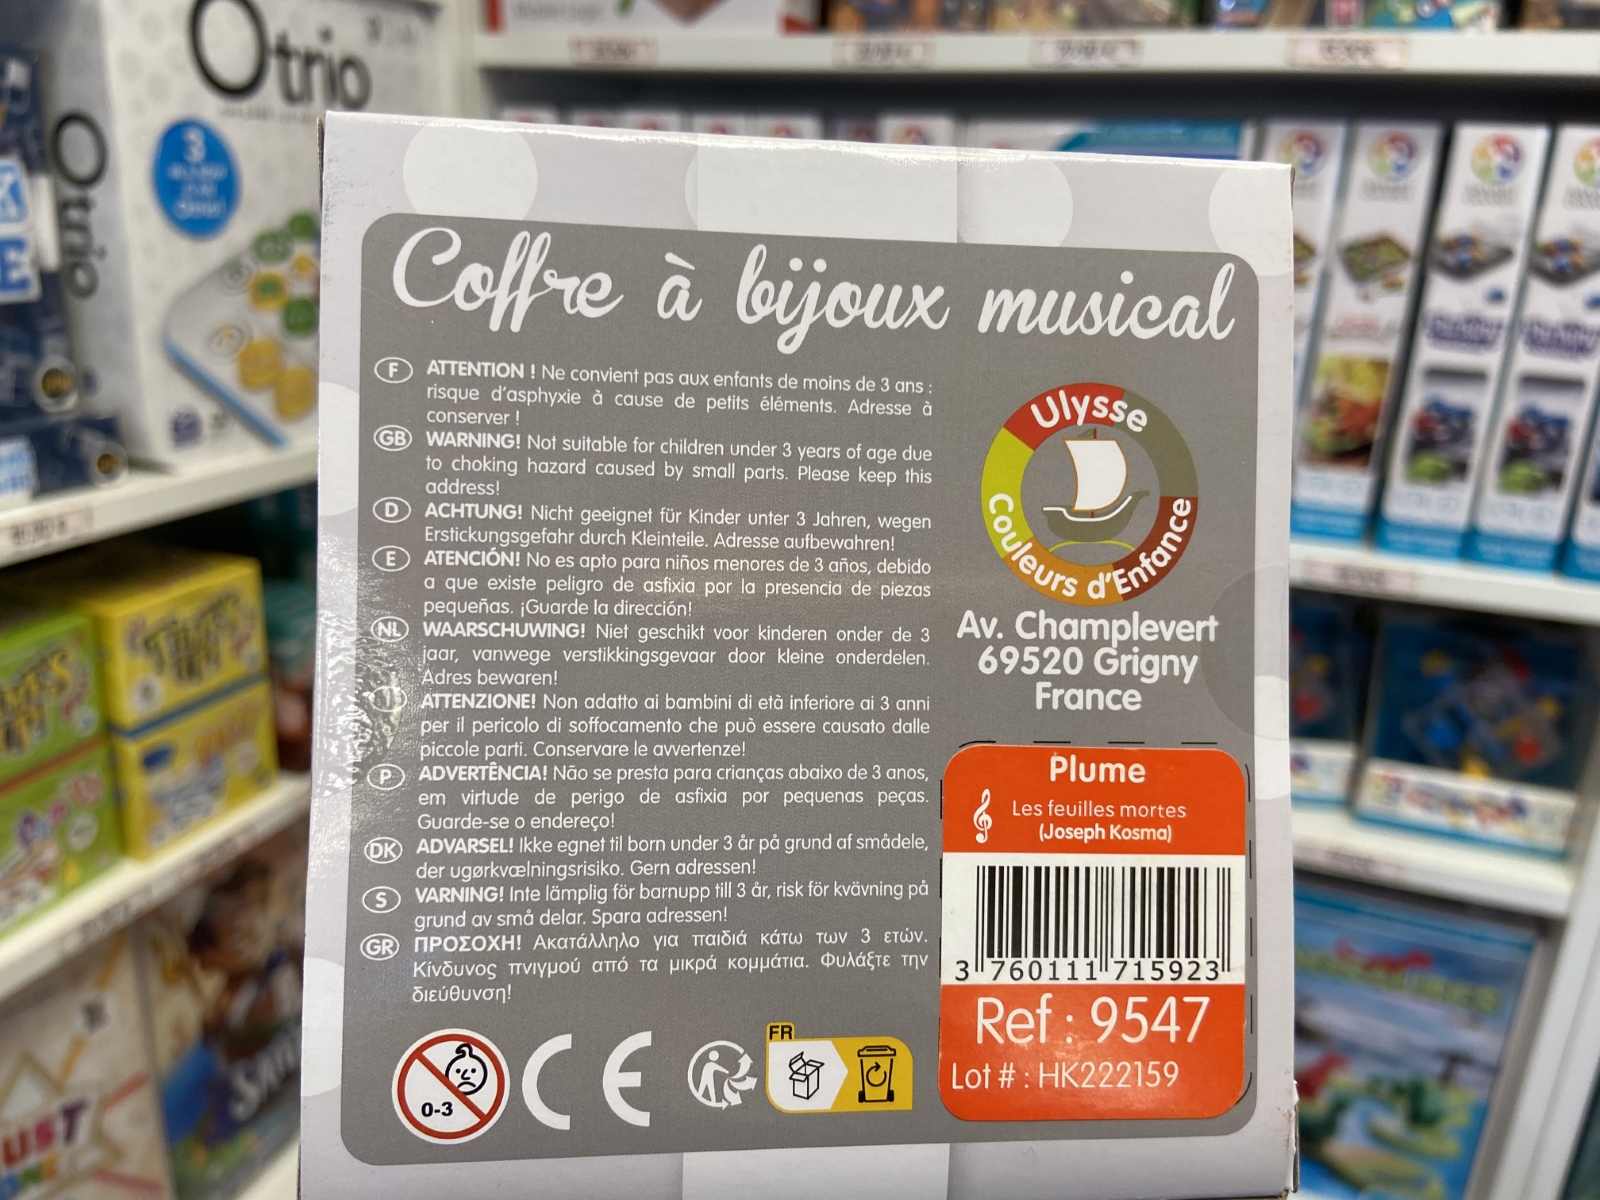 Otrio
Otrio
3
Coffre à bijoux musical
F ATTENTION ! Ne convient pas aux enfants de moins de 3 ans :
risque d'asphyxie à cause de petits éléments. Adresse à
conserver !
GB WARNING! Not suitable for children under 3 years of age due
to choking hazard caused by small parts. Please keep this
address!
D ACHTUNG! Nicht geeignet für Kinder unter 3 Jahren, wegen
Erstickungsgefahr durch Kleinteile. Adresse aufbewahren!
E ATENCIÓN! No es apto para niños menores de 3 años, debido
a que existe peligro de asfixia por la presencia de piezas
pequeñas. ¡Guarde la dirección!
NL WAARSCHUWING! Niet geschikt voor kinderen onder de 3
jaar, vanwege verstikkingsgevaar door kleine onderdelen.
Adres bewaren!
I ATTENZIONE! Non adatto ai bambini di età inferiore ai 3 anni
per il pericolo di soffocamento che può essere causato dalle
piccole parti. Conservare le avvertenze!
P ADVERTÊNCIA! Não se presta para crianças abaixo de 3 anos,
em virtude de perigo de asfixia por pequenas peças.
Guarde-se o endereço!
DK ADVARSEL! Ikke egnet til born under 3 år på grund af smådele,
der ugørkvælningsrisiko. Gern adressen!
S VARNING! Inte lämplig för barnupp till 3 år, risk för kvävning på
grund av små delar. Spara adressen!
GR ΠΡΟΣΟΧΗ! Ακατάλληλο για παιδιά κάτω των 3 ετών.
Κίνδυνος πνιγμού από τα μικρά κομμάτια. Φυλάξτε την
διεύθυνση!
0-3
CE
FR
Ulysse
Couleurs d'Enfance
Av. Champlevert
69520 Grigny
France
Plume
Les feuilles mortes
(Joseph Kosma)
3 760111 715923
Ref : 9547
Lot # : HK222159